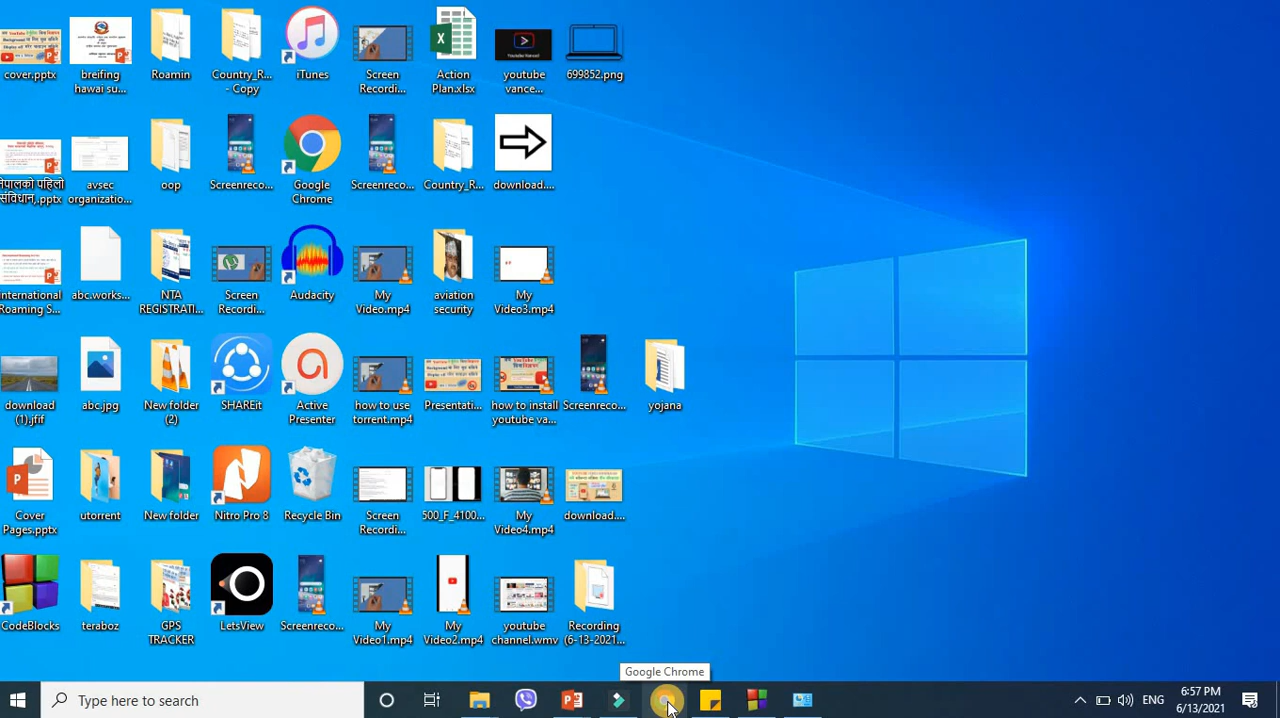 cover.pptx
breifing
hawai su...
Roamin
Country_R...
- Copy
iTunes
Screen
Recordi...
Action
Plan.xlsx
youtube
vance...
699852.png
नेपालको पहिलो
संविधान,.pptx
avsec
organizatio...
oop
Screenreco...
Google
Chrome
Screenreco...
Country_R...
download....
International
Roaming S...
abc.works...
NTA
REGISTRATI...
Screen
Recordi...
Audacity
My
Video.mp4
aviation
security
My
Video3.mp4
download
(1).jfif
abc.jpg
New folder
(2)
SHAREit
Active
Presenter
how to use
torrent.mp4
Presentati...
how to install
youtube va...
Screenreco...
yojana
Cover
Pages.pptx
utorrent
New folder
Nitro Pro 8
Recycle Bin
Screen
Recordi...
500_F_4100...
My
Video4.mp4
download....
CodeBlocks
teraboz
GPS
TRACKER
LetsView
Screenreco...
My
Video1.mp4
My
Video2.mp4
youtube
channel.wmv
Recording
(6-13-2021...
Google Chrome
Type here to search
ENG
6:57 PM
6/13/2021